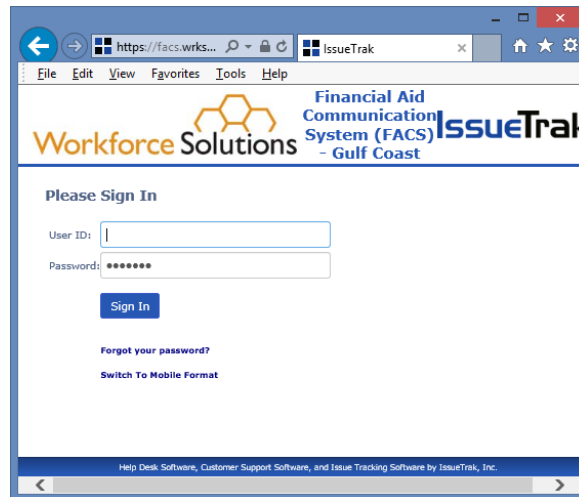 https://facs.wrks...
IssueTrak
File Edit View Favorites Tools Help
Workforce Solutions
Financial Aid
Communication
System (FACS)
- Gulf Coast
IssueTrak
Please Sign In
User ID:
Password:
Sign In
Forgot your password?
Switch To Mobile Format
Help Desk Software, Customer Support Software, and Issue Tracking Software by IssueTrak, Inc.